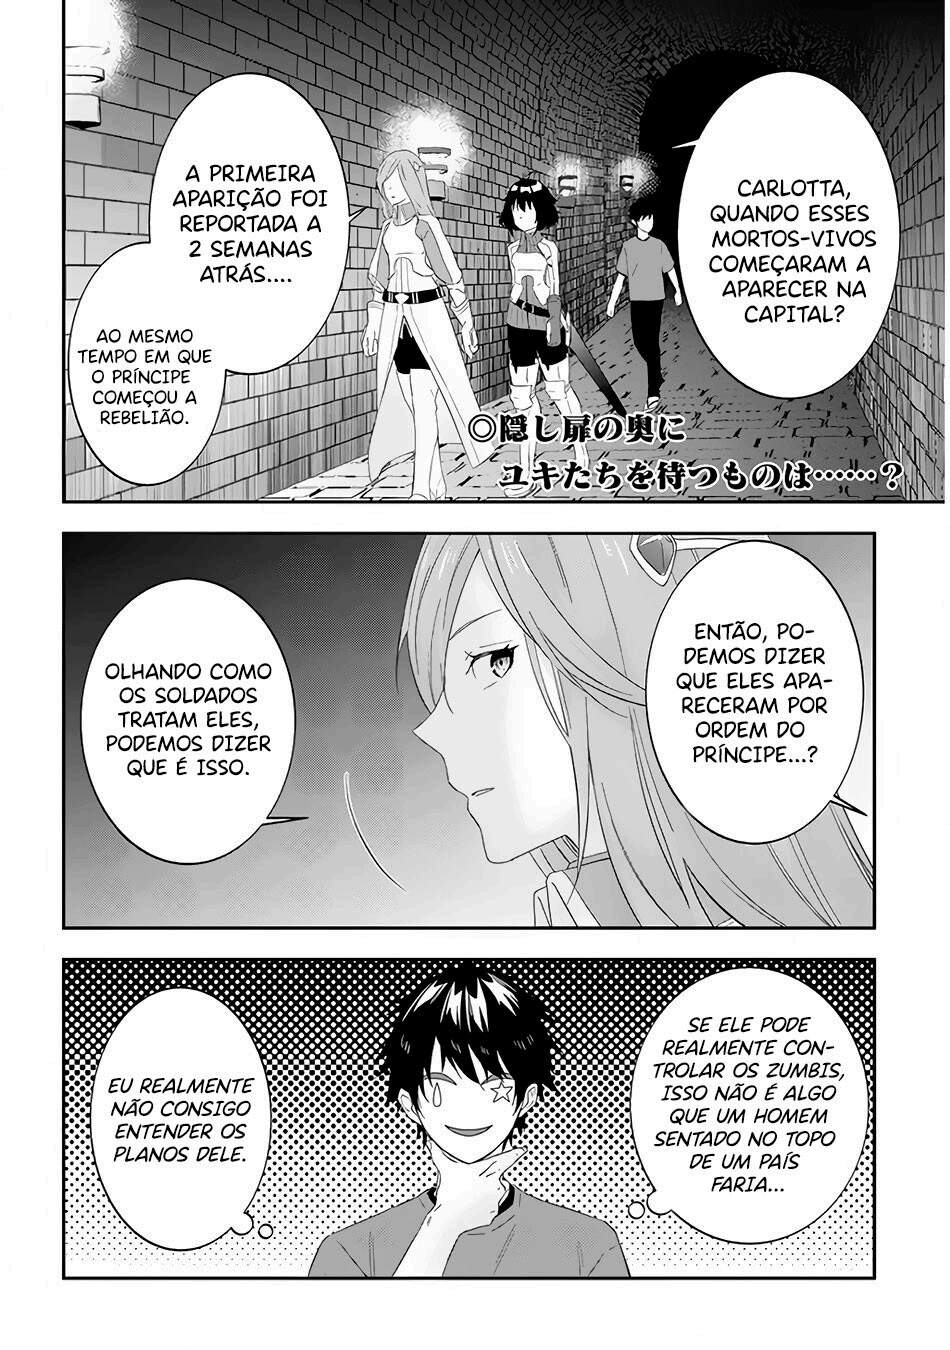 CARLOTTA,
QUANDO ESSES
MORTOS-VIVOS
COMEÇARAM A
APARECER NA
CAPITAL?
A PRIMEIRA
APARIÇÃO FOI
REPORTADA A
2 SEMANAS
ATRÁS....
AO MESMO
TEMPO EM QUE
O PRÍNCIPE
COMEÇOU A
REBELIÃO.
◎隠し扉の奥に
ユキたちを待つものは……？
ENTÃO, PO-
DEMOS DIZER
QUE ELES APA-
RECERAM POR
ORDEM DO
PRÍNCIPE...?
OLHANDO COMO
OS SOLDADOS
TRATAM ELES,
PODEMOS DIZER
QUE É ISSO.
SE ELE PODE
REALMENTE CON-
TROLAR OS ZUMBIS,
ISSO NÃO É ALGO
QUE UM HOMEM
SENTADO NO TOPO
DE UM PAÍS
FARIA...
EU REALMENTE
NÃO CONSIGO
ENTENDER OS
PLANOS DELE.